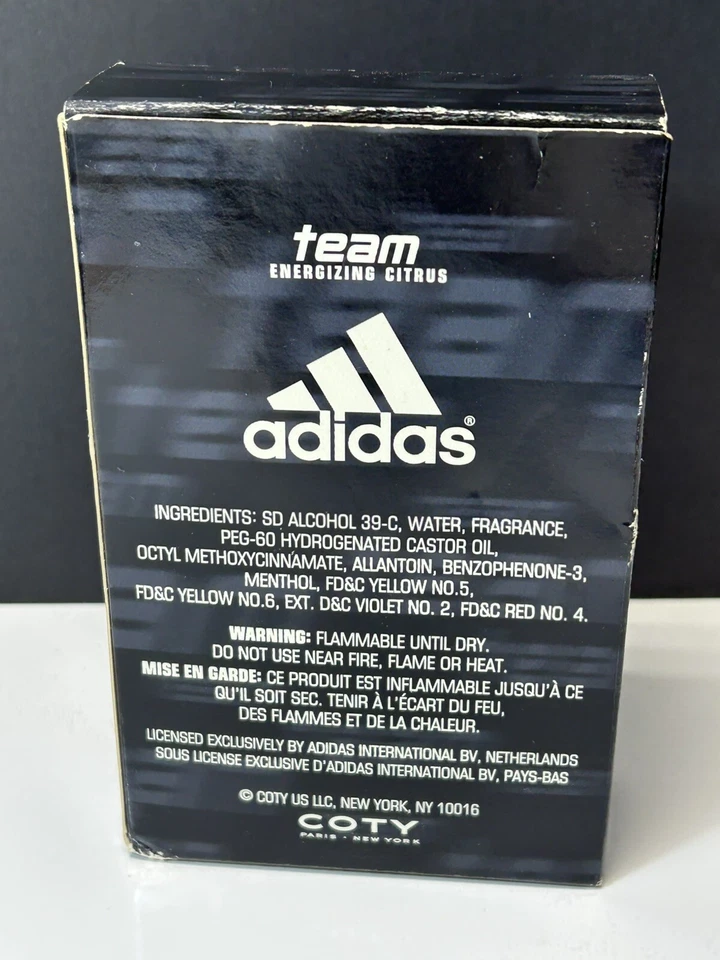 team
ENERGIZING CITRUS
adidas®
INGREDIENTS: SD ALCOHOL 39-C, WATER, FRAGRANCE,
PEG-60 HYDROGENATED CASTOR OIL,
OCTYL METHOXYCINNAMATE, ALLANTOIN, BENZOPHENONE-3,
MENTHOL, FD&C YELLOW NO.5,
FD&C YELLOW NO.6, EXT. D&C VIOLET NO. 2, FD&C RED NO. 4.
WARNING: FLAMMABLE UNTIL DRY.
DO NOT USE NEAR FIRE, FLAME OR HEAT.
MISE EN GARDE: CE PRODUIT EST INFLAMMABLE JUSQU'À CE
QU'IL SOIT SEC. TENIR À L'ÉCART DU FEU,
DES FLAMMES ET DE LA CHALEUR.
LICENSED EXCLUSIVELY BY ADIDAS INTERNATIONAL BV, NETHERLANDS
SOUS LICENSE EXCLUSIVE D'ADIDAS INTERNATIONAL BV, PAYS-BAS
© COTY US LLC, NEW YORK, NY 10016
COTY
PARIS · NEW YORK